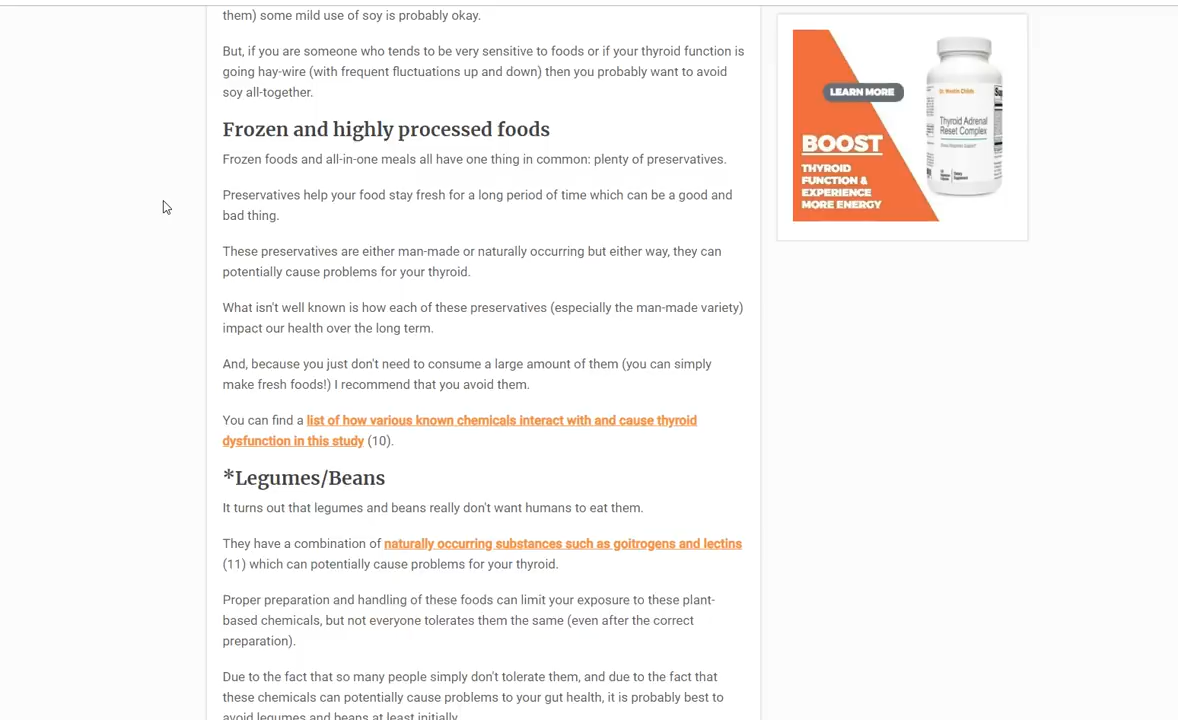 them) some mild use of soy is probably okay.
But, if you are someone who tends to be very sensitive to foods or if your thyroid function is
going hay-wire (with frequent fluctuations up and down) then you probably want to avoid
soy all-together.
Frozen and highly processed foods
Frozen foods and all-in-one meals all have one thing in common: plenty of preservatives.
Preservatives help your food stay fresh for a long period of time which can be a good and
bad thing.
These preservatives are either man-made or naturally occurring but either way, they can
potentially cause problems for your thyroid.
What isn't well known is how each of these preservatives (especially the man-made variety)
impact our health over the long term.
And, because you just don't need to consume a large amount of them (you can simply
make fresh foods!) I recommend that you avoid them.
You can find a list of how various known chemicals interact with and cause thyroid
dysfunction in this study (10).
*Legumes/Beans
It turns out that legumes and beans really don't want humans to eat them.
They have a combination of naturally occurring substances such as goitrogens and lectins
(11) which can potentially cause problems for your thyroid.
Proper preparation and handling of these foods can limit your exposure to these plant-
based chemicals, but not everyone tolerates them the same (even after the correct
preparation).
Due to the fact that so many people simply don't tolerate them, and due to the fact that
these chemicals can potentially cause problems to your gut health, it is probably best to
avoid legumes and beans at least initially.
LEARN MORE
BOOST
THYROID
FUNCTION &
EXPERIENCE
MORE ENERGY
Dr. Westin Childs
Thyroid Adrenal
Reset Complex